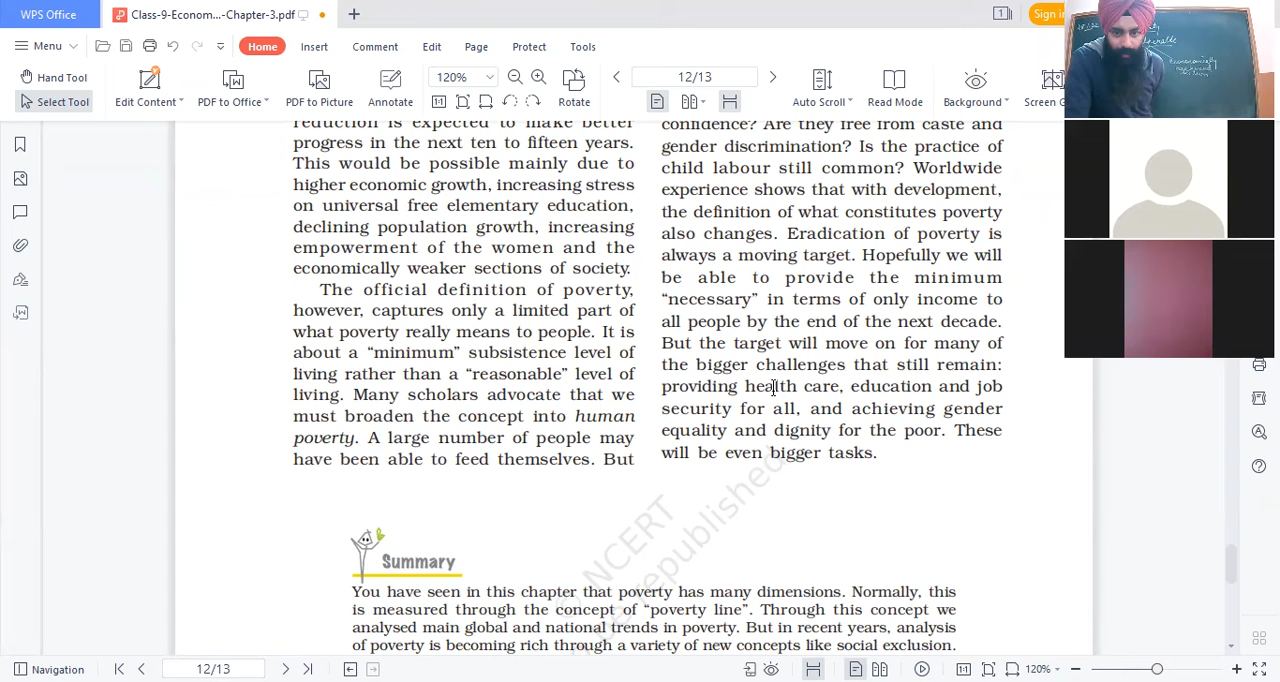 WPS Office
Class-9-Econom...-Chapter-3.pdf
1
Sign in
Menu
Home
Insert
Comment
Edit
Page
Protect
Tools
Hand Tool
Select Tool
Edit Content
PDF to Office
PDF to Picture
Annotate
120%
1:1
Rotate
12/13
Auto Scroll
Read Mode
Background
Screen G
reduction is expected to make better
progress in the next ten to fifteen years.
This would be possible mainly due to
higher economic growth, increasing stress
on universal free elementary education,
declining population growth, increasing
empowerment of the women and the
economically weaker sections of society.
The official definition of poverty,
however, captures only a limited part of
what poverty really means to people. It is
about a “minimum” subsistence level of
living rather than a “reasonable” level of
living. Many scholars advocate that we
must broaden the concept into human
poverty. A large number of people may
have been able to feed themselves. But
confidence? Are they free from caste and
gender discrimination? Is the practice of
child labour still common? Worldwide
experience shows that with development,
the definition of what constitutes poverty
also changes. Eradication of poverty is
always a moving target. Hopefully we will
be able to provide the minimum
“necessary” in terms of only income to
all people by the end of the next decade.
But the target will move on for many of
the bigger challenges that still remain:
providing health care, education and job
security for all, and achieving gender
equality and dignity for the poor. These
will be even bigger tasks.
© NCERT
be republished
Summary
You have seen in this chapter that poverty has many dimensions. Normally, this
is measured through the concept of “poverty line”. Through this concept we
analysed main global and national trends in poverty. But in recent years, analysis
of poverty is becoming rich through a variety of new concepts like social exclusion.
Navigation
12/13
1:1
120%